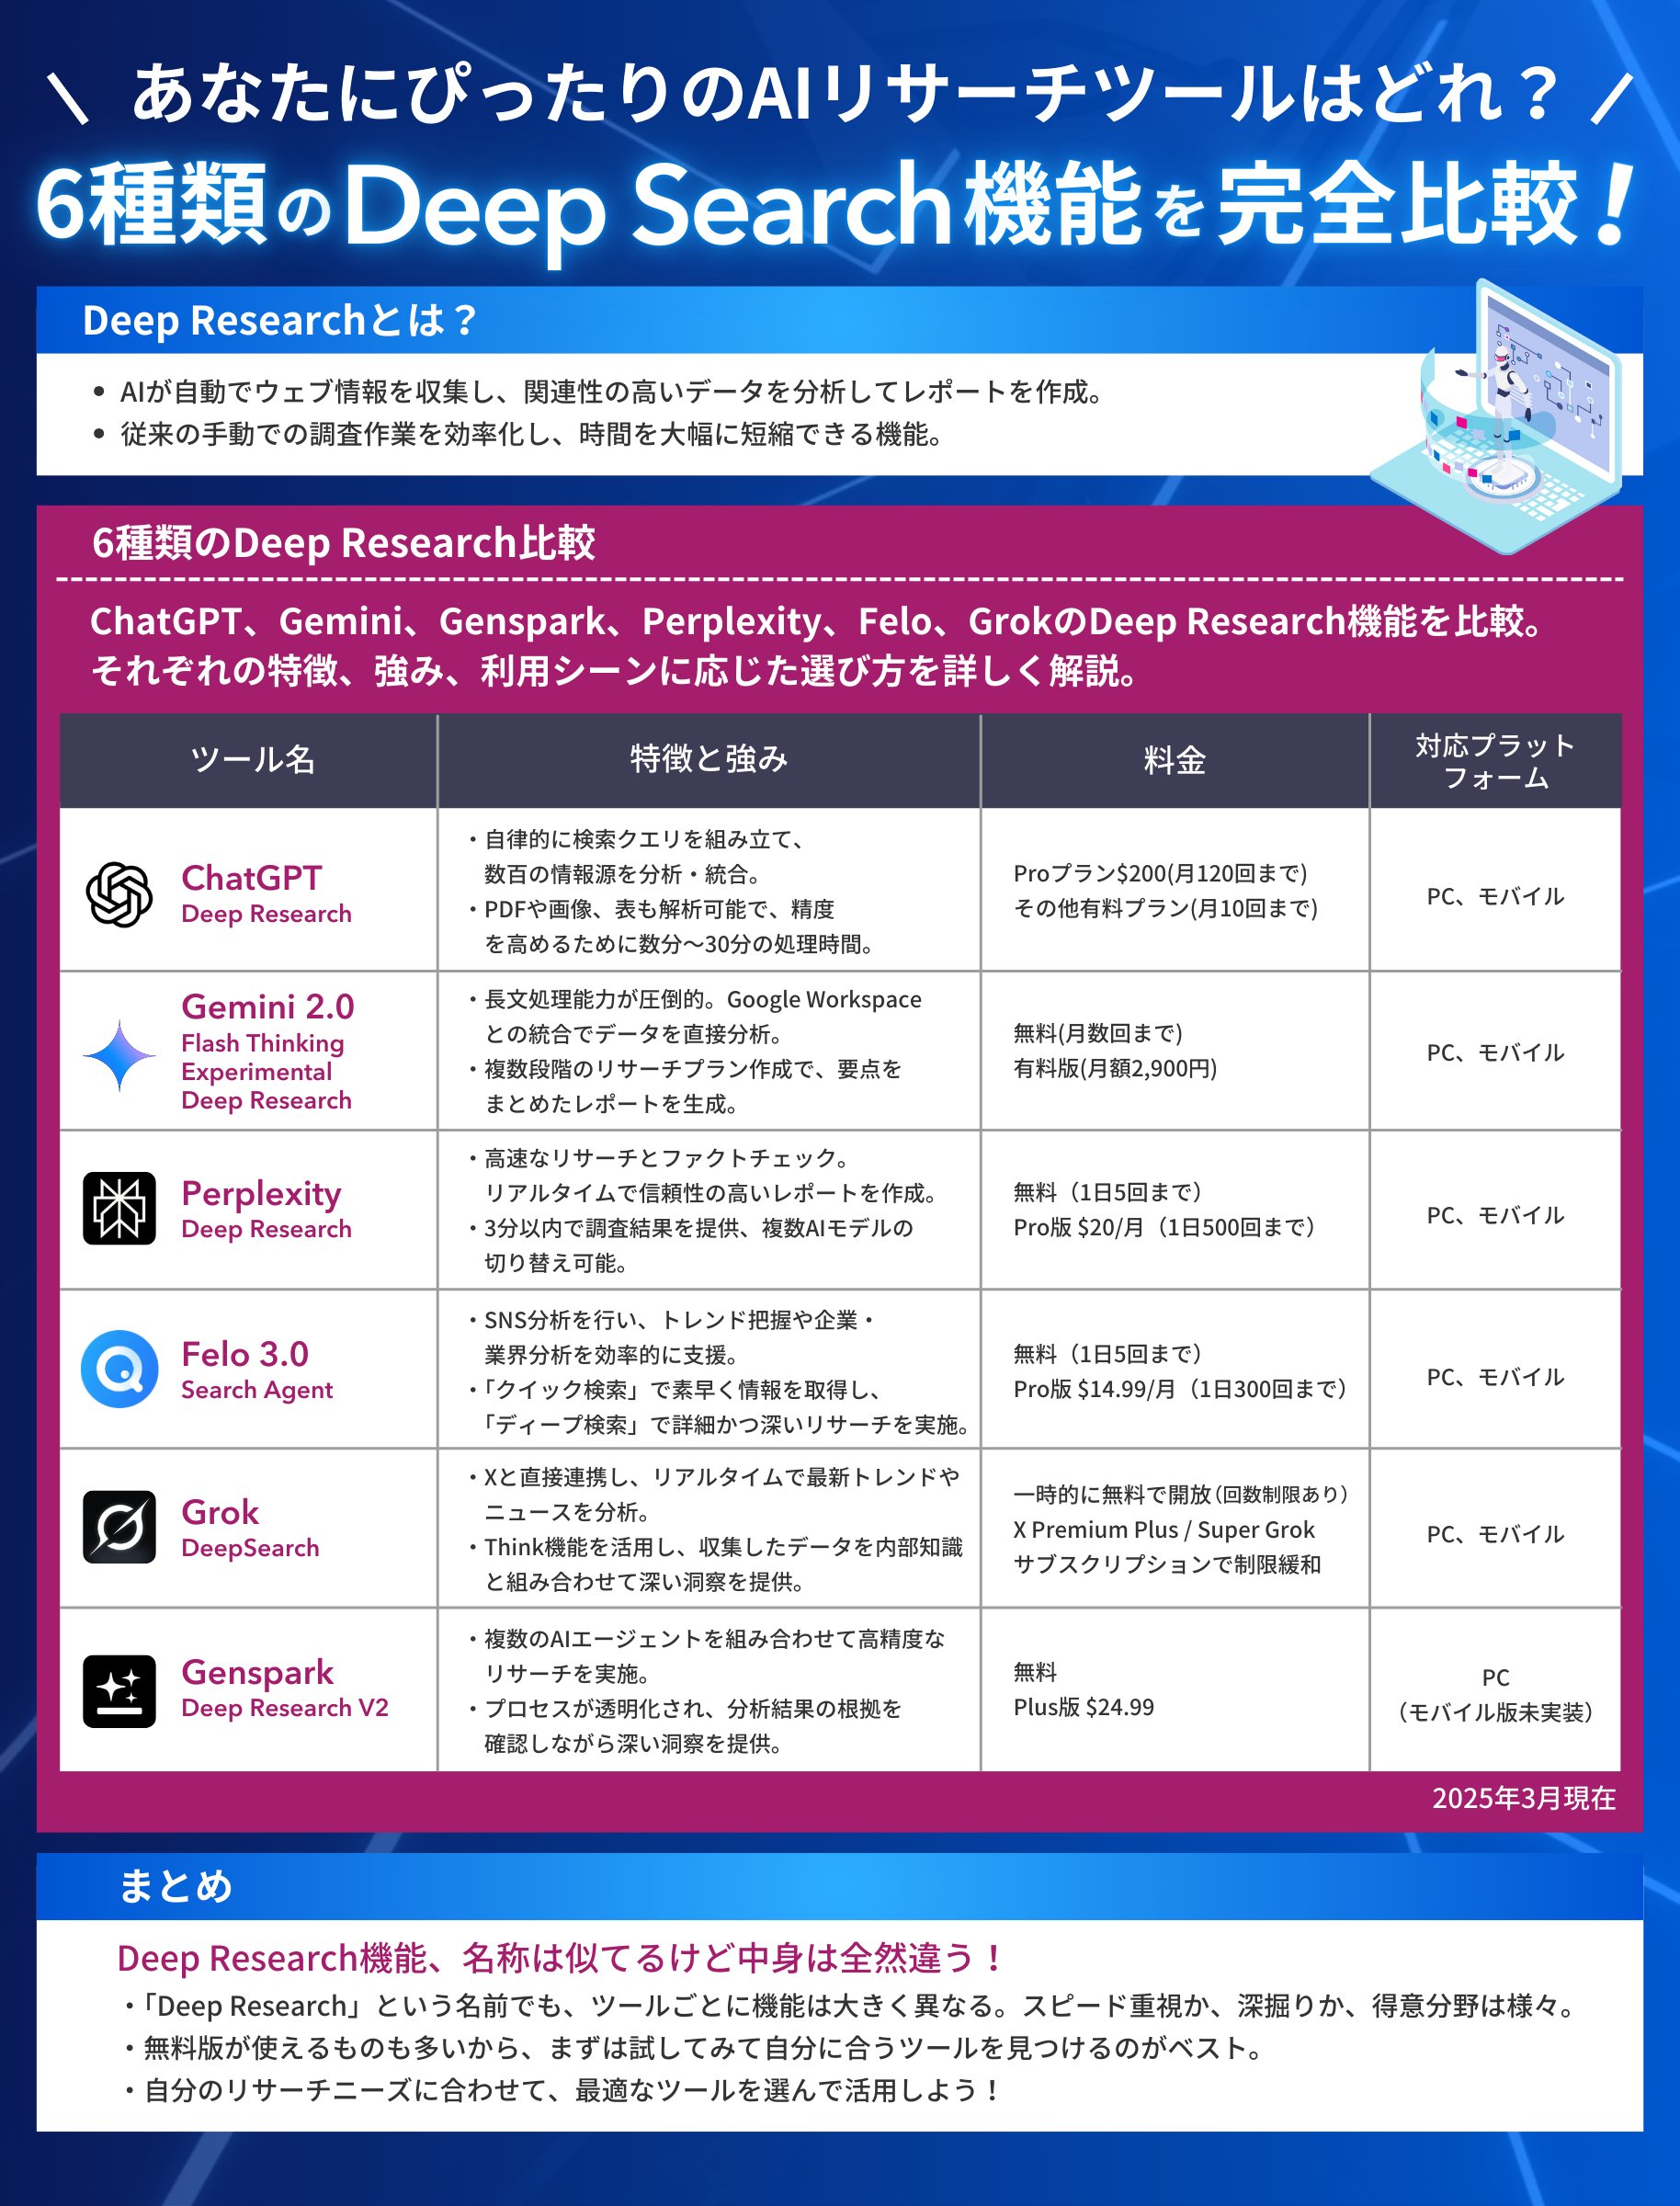 \ あなたにぴったりのAIリサーチツールはどれ？ /
6種類のDeep Search機能を完全比較！
Deep Researchとは？
• AIが自動でウェブ情報を収集し、関連性の高いデータを分析してレポートを作成。
• 従来の手動での調査作業を効率化し、時間を大幅に短縮できる機能。
6種類のDeep Research比較
ChatGPT、Gemini、Genspark、Perplexity、Felo、GrokのDeep Research機能を比較。
それぞれの特徴、強み、利用シーンに応じた選び方を詳しく解説。
ツール名
特徴と強み
料金
対応プラット
フォーム
ChatGPT
Deep Research
・自律的に検索クエリを組み立て、
数百の情報源を分析・統合。
・PDFや画像、表も解析可能で、精度
を高めるために数分〜30分の処理時間。
Proプラン$200(月120回まで)
その他有料プラン(月10回まで)
PC、モバイル
Gemini 2.0
Flash Thinking
Experimental
Deep Research
・長文処理能力が圧倒的。Google Workspace
との統合でデータを直接分析。
・複数段階のリサーチプラン作成で、要点を
まとめたレポートを生成。
無料(月数回まで)
有料版(月額2,900円)
PC、モバイル
Perplexity
Deep Research
・高速なリサーチとファクトチェック。
リアルタイムで信頼性の高いレポートを作成。
・3分以内で調査結果を提供、複数AIモデルの
切り替え可能。
無料（1日5回まで）
Pro版 $20/月（1日500回まで）
PC、モバイル
Felo 3.0
Search Agent
・SNS分析を行い、トレンド把握や企業・
業界分析を効率的に支援。
・「クイック検索」で素早く情報を取得し、
「ディープ検索」で詳細かつ深いリサーチを実施。
無料（1日5回まで）
Pro版 $14.99/月（1日300回まで）
PC、モバイル
Grok
DeepSearch
・Xと直接連携し、リアルタイムで最新トレンドや
ニュースを分析。
・Think機能を活用し、収集したデータを内部知識
と組み合わせて深い洞察を提供。
一時的に無料で開放（回数制限あり）
X Premium Plus / Super Grok
サブスクリプションで制限緩和
PC、モバイル
Genspark
Deep Research V2
・複数のAIエージェントを組み合わせて高精度な
リサーチを実施。
・プロセスが透明化され、分析結果の根拠を
確認しながら深い洞察を提供。
無料
Plus版 $24.99
PC
（モバイル版未実装）
2025年3月現在
まとめ
Deep Research機能、名称は似てるけど中身は全然違う！
・「Deep Research」という名前でも、ツールごとに機能は大きく異なる。スピード重視か、深掘りか、得意分野は様々。
・無料版が使えるものも多いから、まずは試してみて自分に合うツールを見つけるのがベスト。
・自分のリサーチニーズに合わせて、最適なツールを選んで活用しよう！